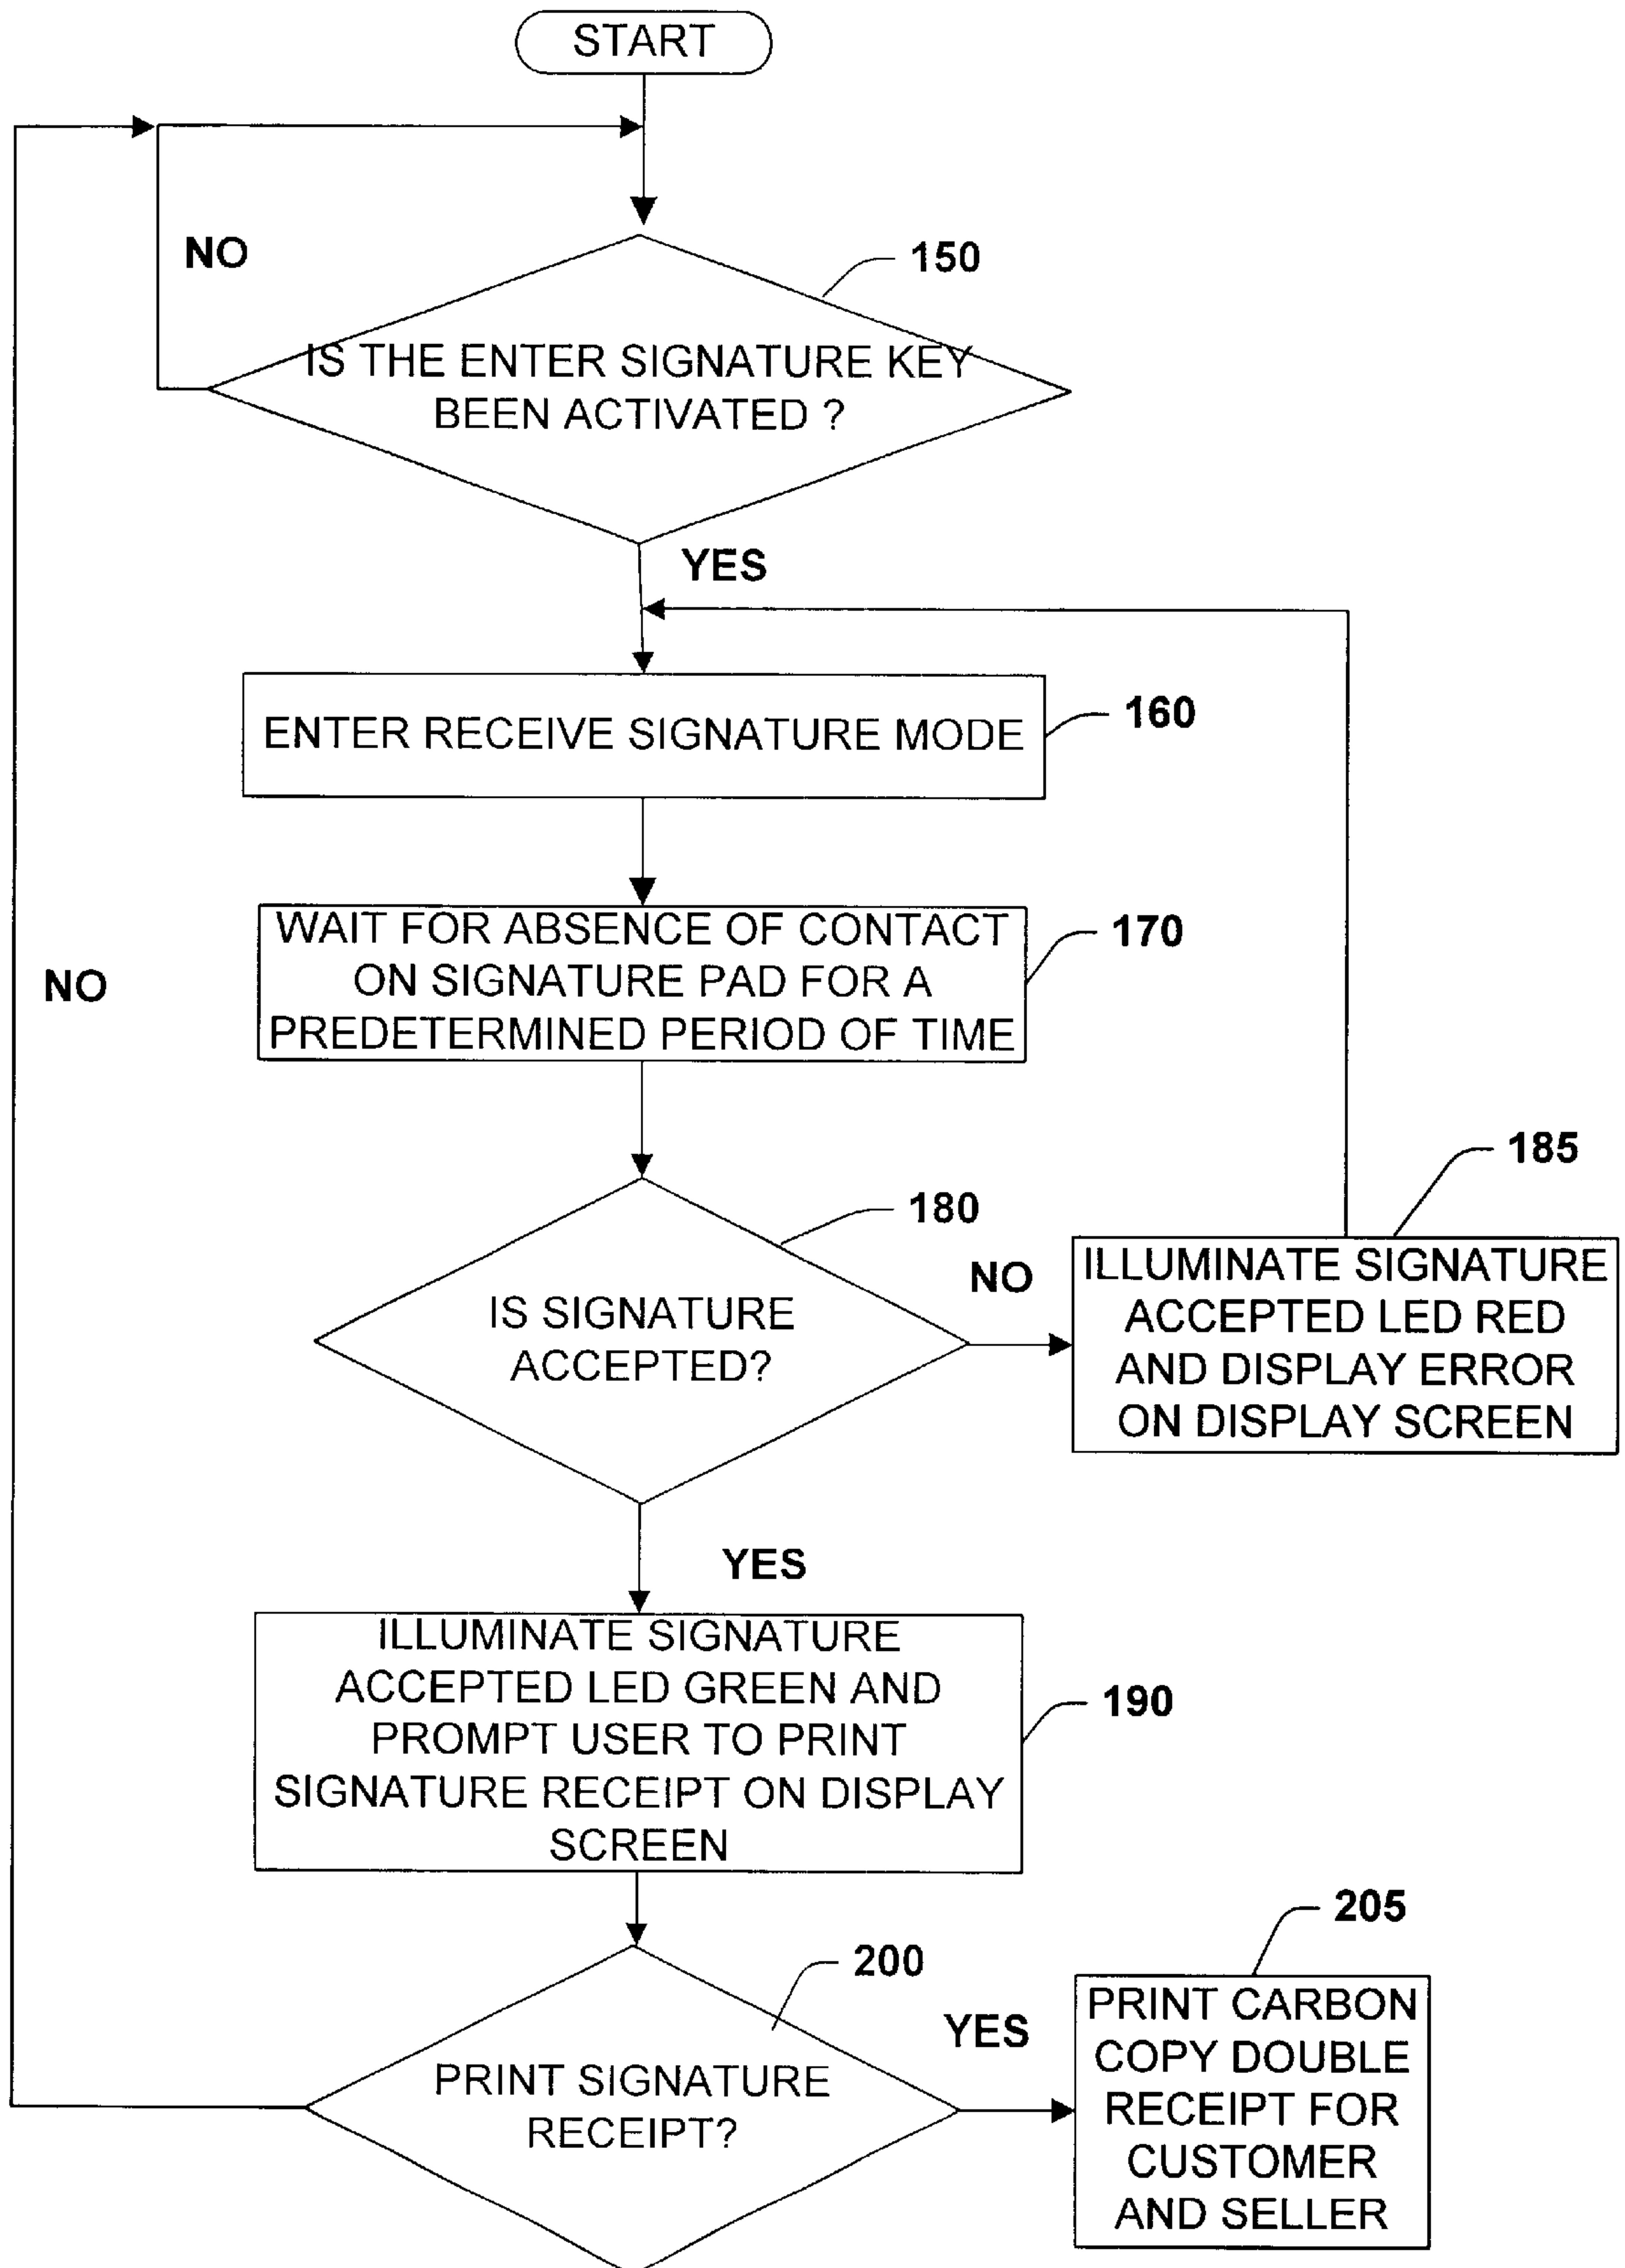 START
NO
150
IS THE ENTER SIGNATURE KEY
BEEN ACTIVATED ?
YES
ENTER RECEIVE SIGNATURE MODE
160
WAIT FOR ABSENCE OF CONTACT
ON SIGNATURE PAD FOR A
PREDETERMINED PERIOD OF TIME
170
NO
180
IS SIGNATURE
ACCEPTED?
NO
185
ILLUMINATE SIGNATURE
ACCEPTED LED RED
AND DISPLAY ERROR
ON DISPLAY SCREEN
YES
ILLUMINATE SIGNATURE
ACCEPTED LED GREEN AND
PROMPT USER TO PRINT
SIGNATURE RECEIPT ON DISPLAY
SCREEN
190
200
PRINT SIGNATURE
RECEIPT?
YES
205
PRINT CARBON
COPY DOUBLE
RECEIPT FOR
CUSTOMER
AND SELLER